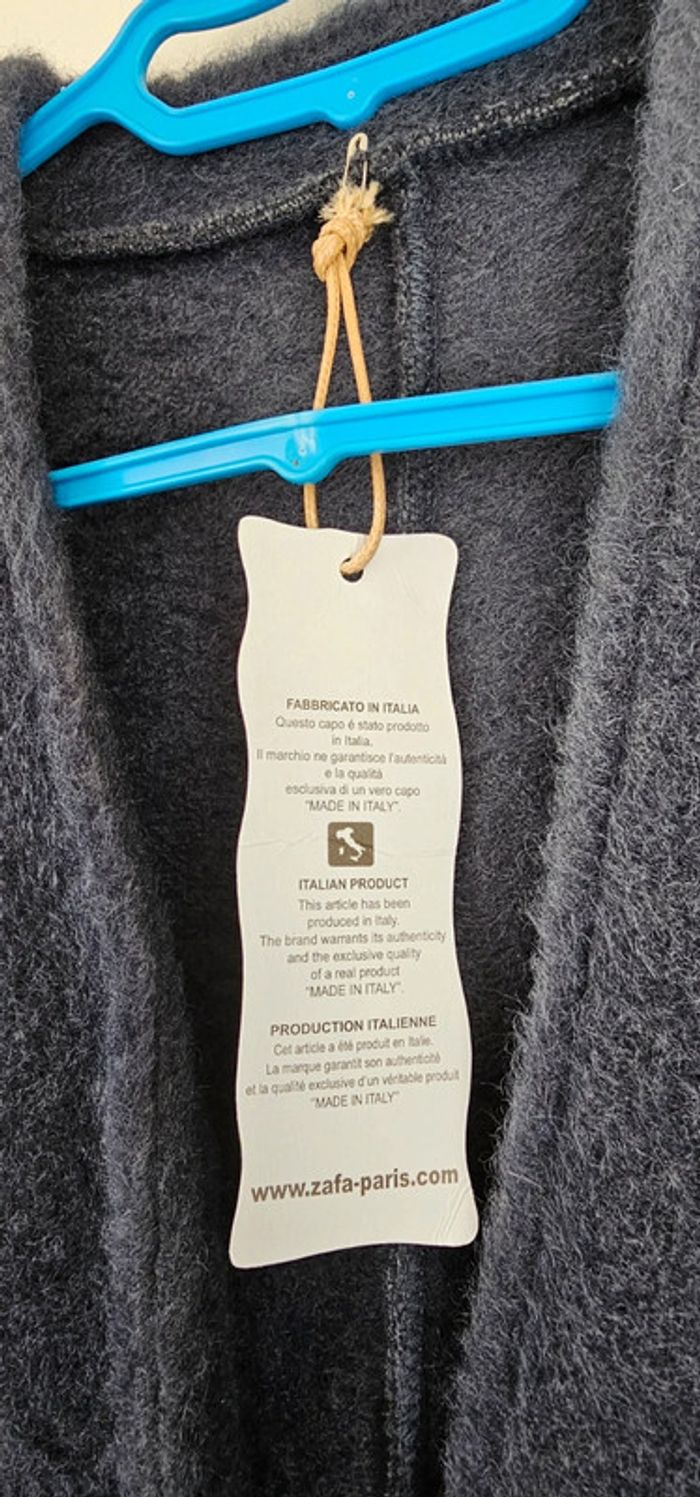 FABBRICATO IN ITALIA
Questo capo é stato prodotto
in Italia.
Il marchio ne garantisce l'autenticità
e la qualità
esclusiva di un vero capo
"MADE IN ITALY".
ITALIAN PRODUCT
This article has been
produced in Italy.
The brand warrants its authenticity
and the exclusive quality
of a real product
"MADE IN ITALY".
PRODUCTION ITALIENNE
Cet article a été produit en Italie.
La marque garantit son authenticité
et la qualité exclusive d'un véritable produit
"MADE IN ITALY"
www.zafa-paris.com